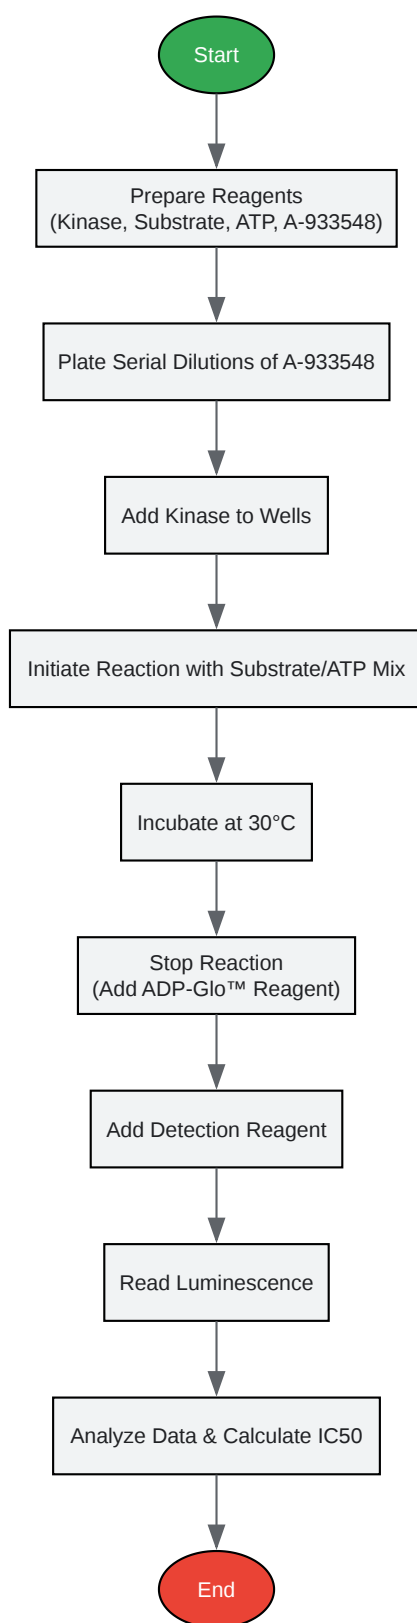 Start
Prepare Reagents
(Kinase, Substrate, ATP, A-933548)
Plate Serial Dilutions of A-933548
Add Kinase to Wells
Initiate Reaction with Substrate/ATP Mix
Incubate at 30°C
Stop Reaction
(Add ADP-Glo™ Reagent)
Add Detection Reagent
Read Luminescence
Analyze Data & Calculate IC50
End